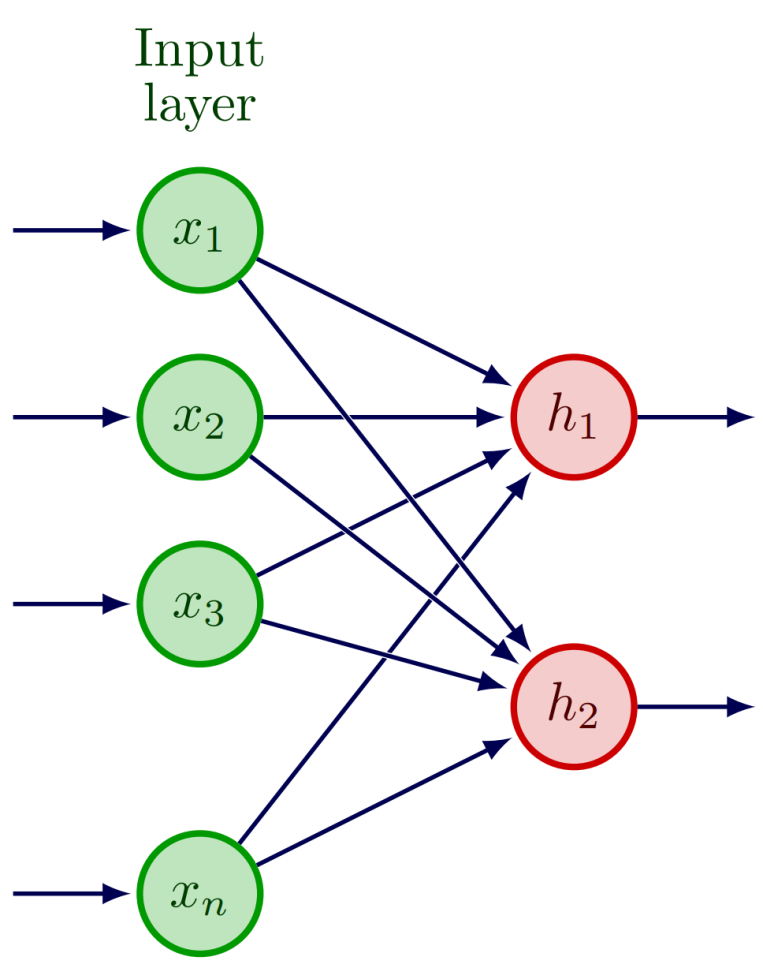 Input
layer
x₁
x₂
h₁
x₃
h₂
xₙ